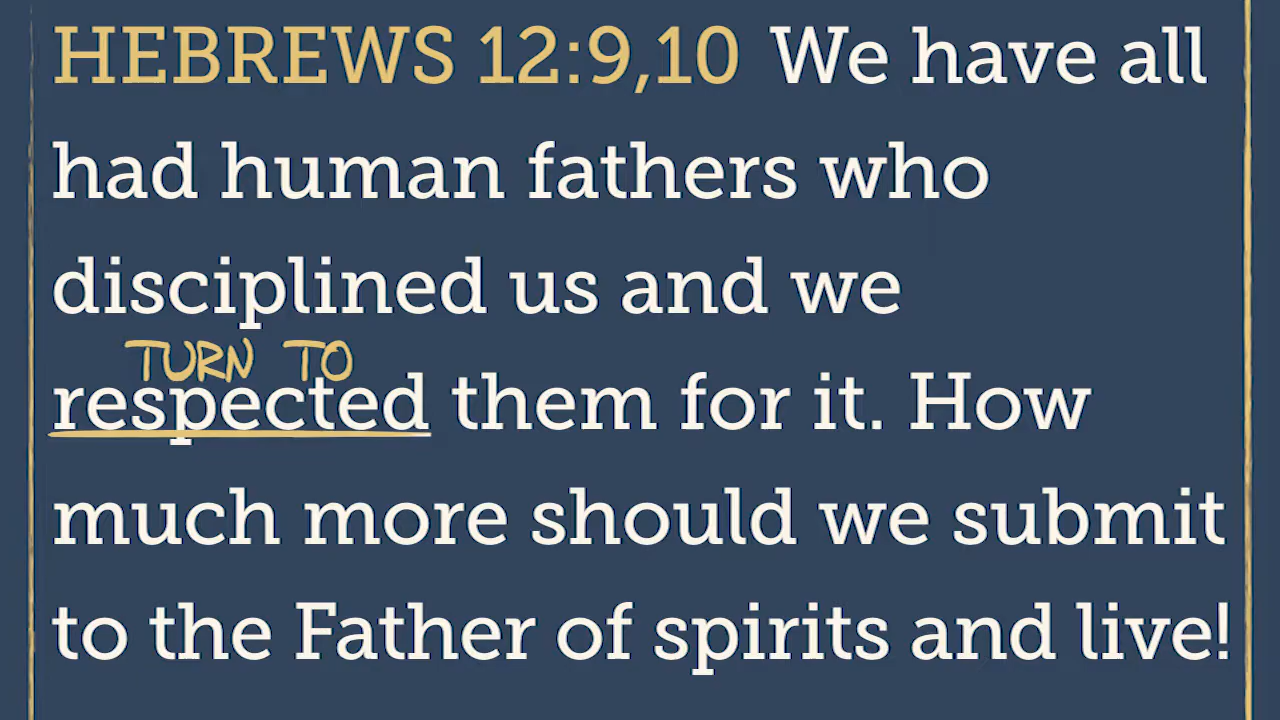 HEBREWS 12:9,10 We have all
had human fathers who
disciplined us and we
TURN TO
respected them for it. How
much more should we submit
to the Father of spirits and live!